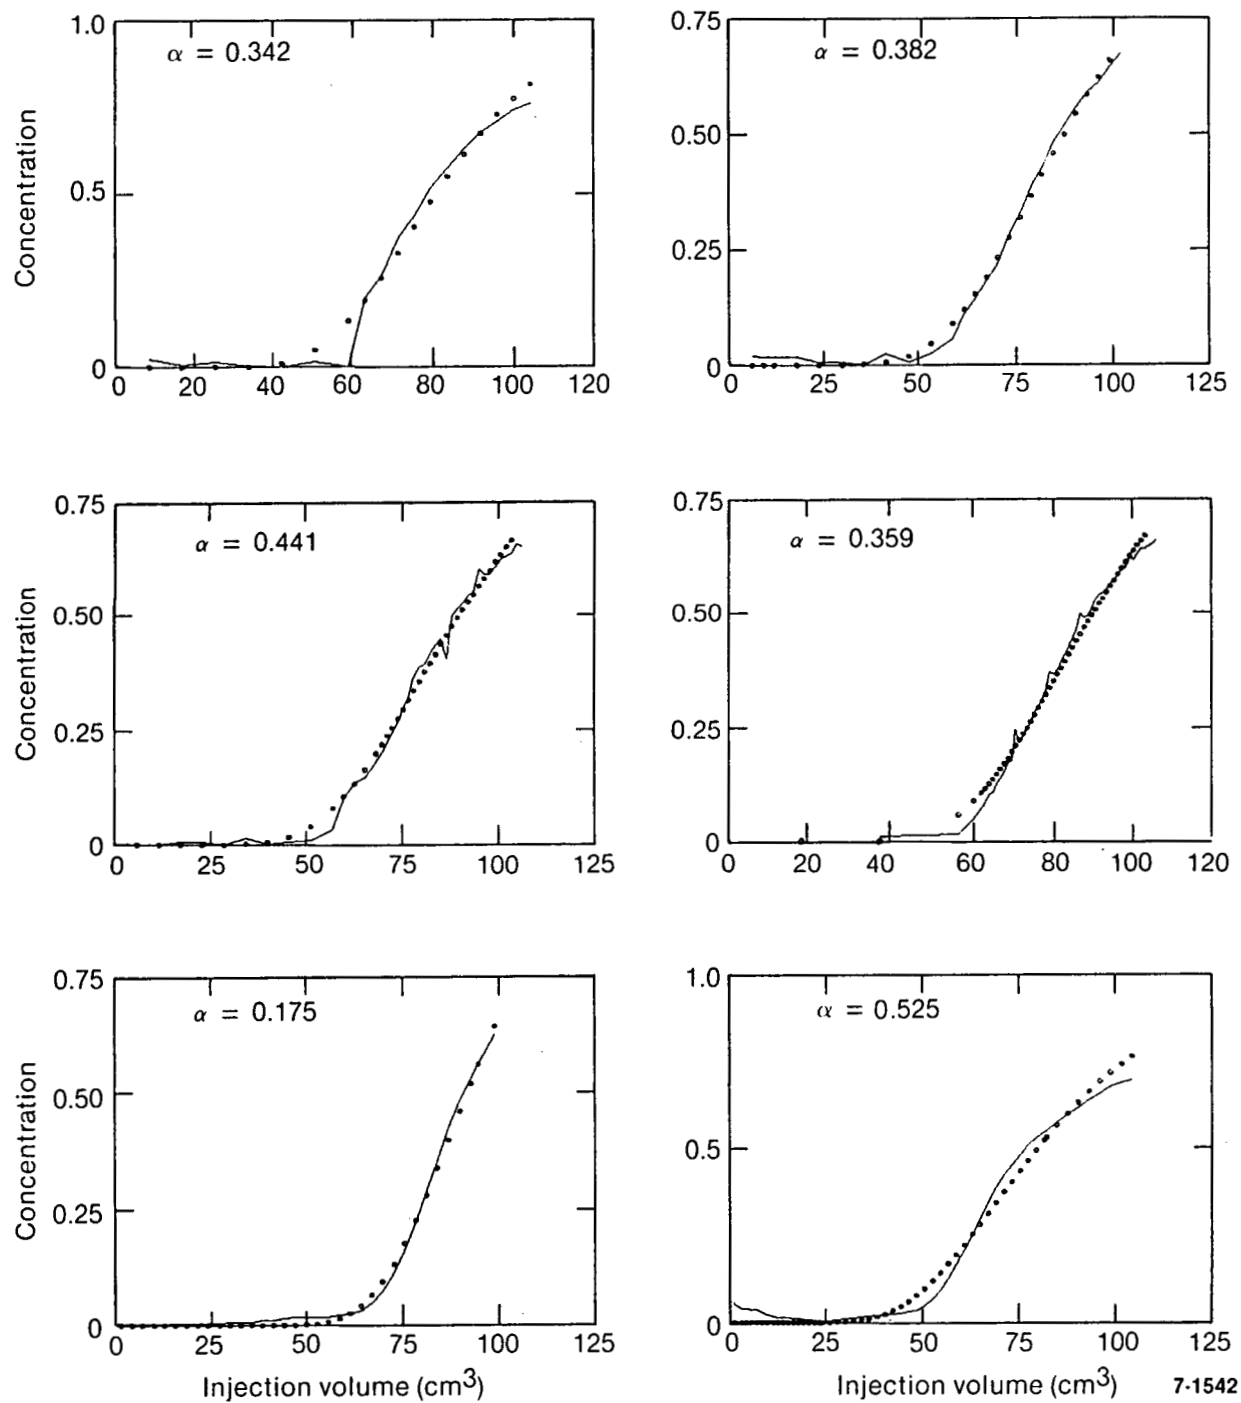 α = 0.342
1.0
0.5
0
0 20 40 60 80 100 120
Concentration
α = 0.382
0.75
0.50
0.25
0
0 25 50 75 100 125
α = 0.441
0.75
0.50
0.25
0
0 25 50 75 100 125
Concentration
α = 0.359
0.75
0.50
0.25
0
0 20 40 60 80 100 120
α = 0.175
0.75
0.50
0.25
0
0 25 50 75 100 125
Concentration
Injection volume (cm³)
α = 0.525
1.0
0.5
0
0 25 50 75 100 125
Injection volume (cm³)
7-1542